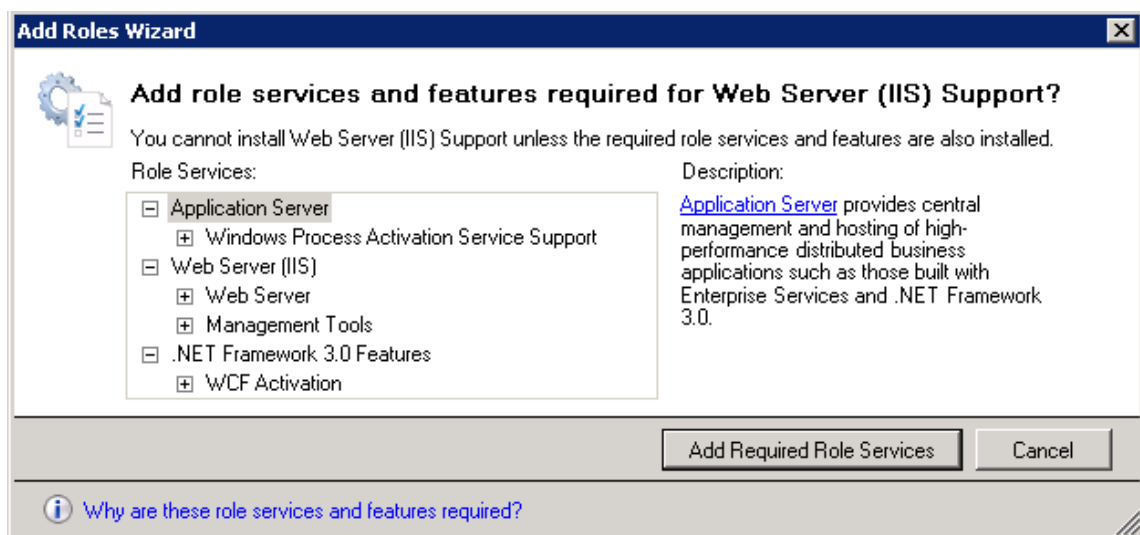 Add Roles Wizard
Add role services and features required for Web Server (IIS) Support?
You cannot install Web Server (IIS) Support unless the required role services and features are also installed.
Role Services:
Application Server
Windows Process Activation Service Support
Web Server (IIS)
Web Server
Management Tools
.NET Framework 3.0 Features
WCF Activation
Description:
Application Server provides central
management and hosting of high-
performance distributed business
applications such as those built with
Enterprise Services and .NET Framework
3.0.
Add Required Role Services
Cancel
Why are these role services and features required?